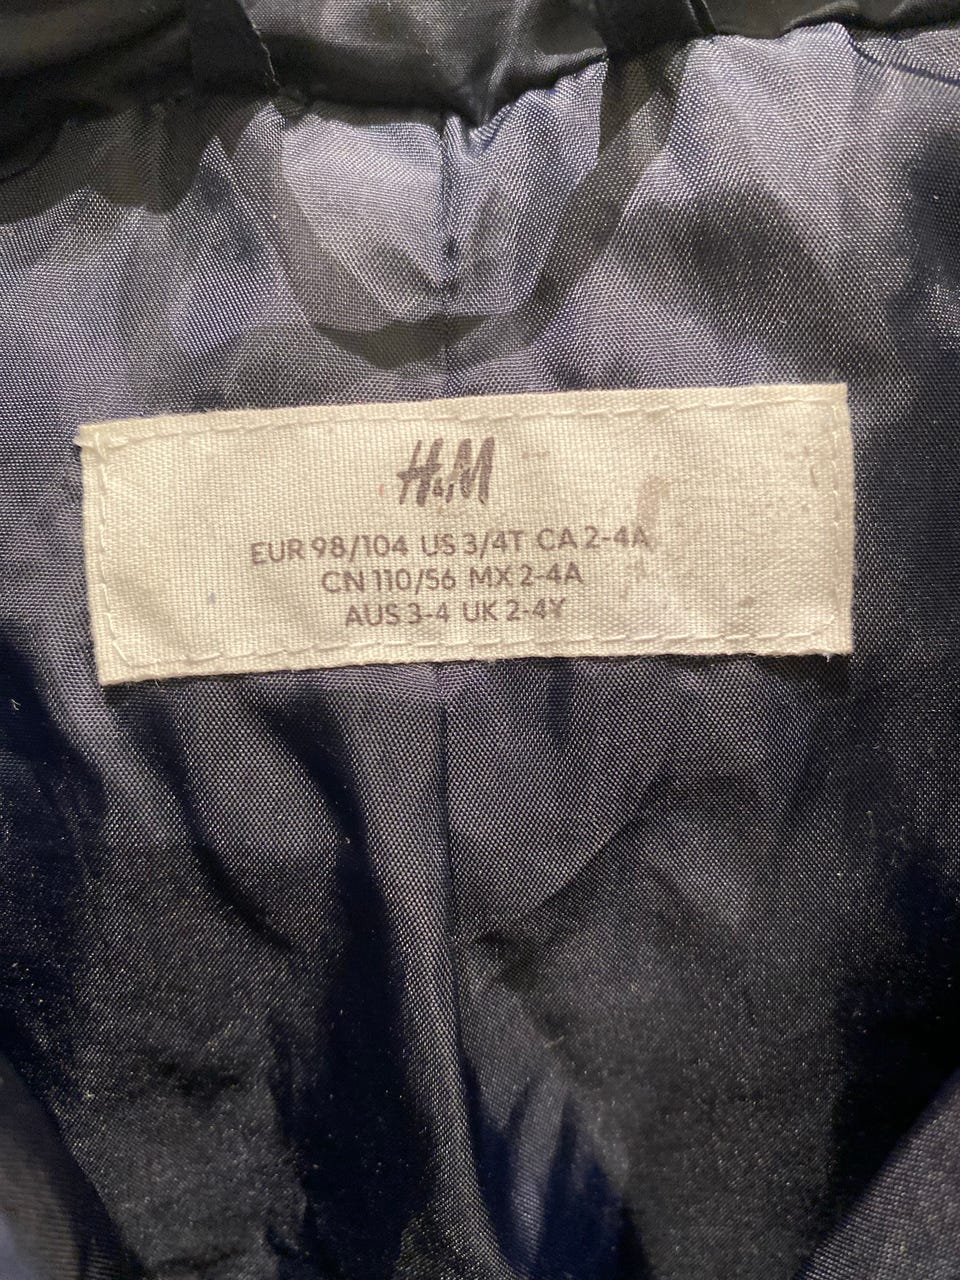 H&M
EUR 98/104 US 3/4T CA 2-4A
CN 110/56 MX 2-4A
AUS 3-4 UK 2-4Y